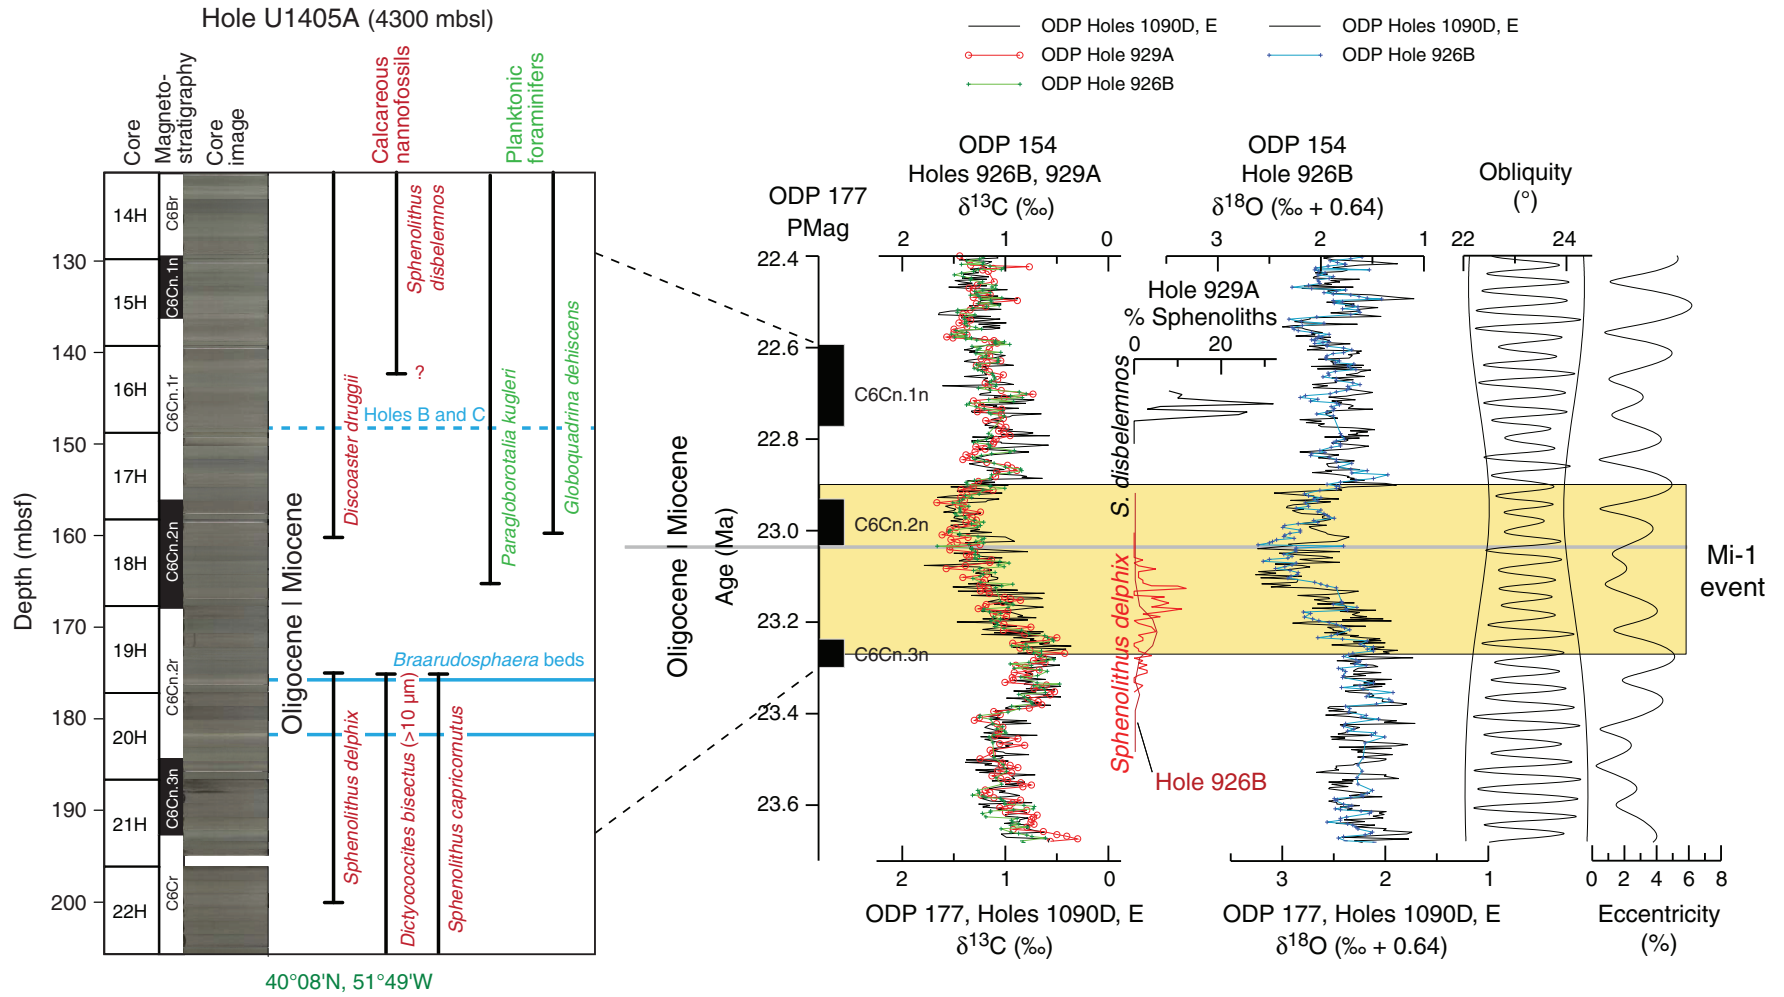 Hole U1405A (4300 mbsl)
Core
Magneto-
stratigraphy
Core
image
Calcareous
nannofossils
Planktonic
foraminifers
Depth (mbsf)
130
140
150
160
170
180
190
200
14H
15H
16H
17H
18H
19H
20H
21H
22H
C6Br
C6Cn.1n
C6Cn.1r
C6Cn.2n
C6Cn.2r
C6Cn.3n
C6Cr
Sphenolithus
disbelemnos
?
Holes B and C
Discoaster druggii
Paragloborotalia kugleri
Globoquadrina dehiscens
Oligocene | Miocene
Braarudosphaera beds
Sphenolithus delphix
Dictyococcites bisectus (>10 µm)
Sphenolithus capricornutus
40°08'N, 51°49'W
ODP Holes 1090D, E
ODP Hole 929A
ODP Hole 926B
ODP Holes 1090D, E
ODP Hole 926B
ODP 177
PMag
ODP 154
Holes 926B, 929A
δ13C (‰)
2 1 0
ODP 154
Hole 926B
δ18O (‰ + 0.64)
3 2 1
Obliquity
(°)
22 24
Oligocene | Miocene
Age (Ma)
22.4
22.6
22.8
23.0
23.2
23.4
23.6
C6Cn.1n
C6Cn.2n
C6Cn.3n
Hole 929A
% Sphenoliths
0 20
S. disbelemnos
Sphenolithus delphix
Hole 926B
Mi-1
event
2 1 0
ODP 177, Holes 1090D, E
δ13C (‰)
3 2 1
ODP 177, Holes 1090D, E
δ18O (‰ + 0.64)
0 2 4 6 8
Eccentricity
(%)